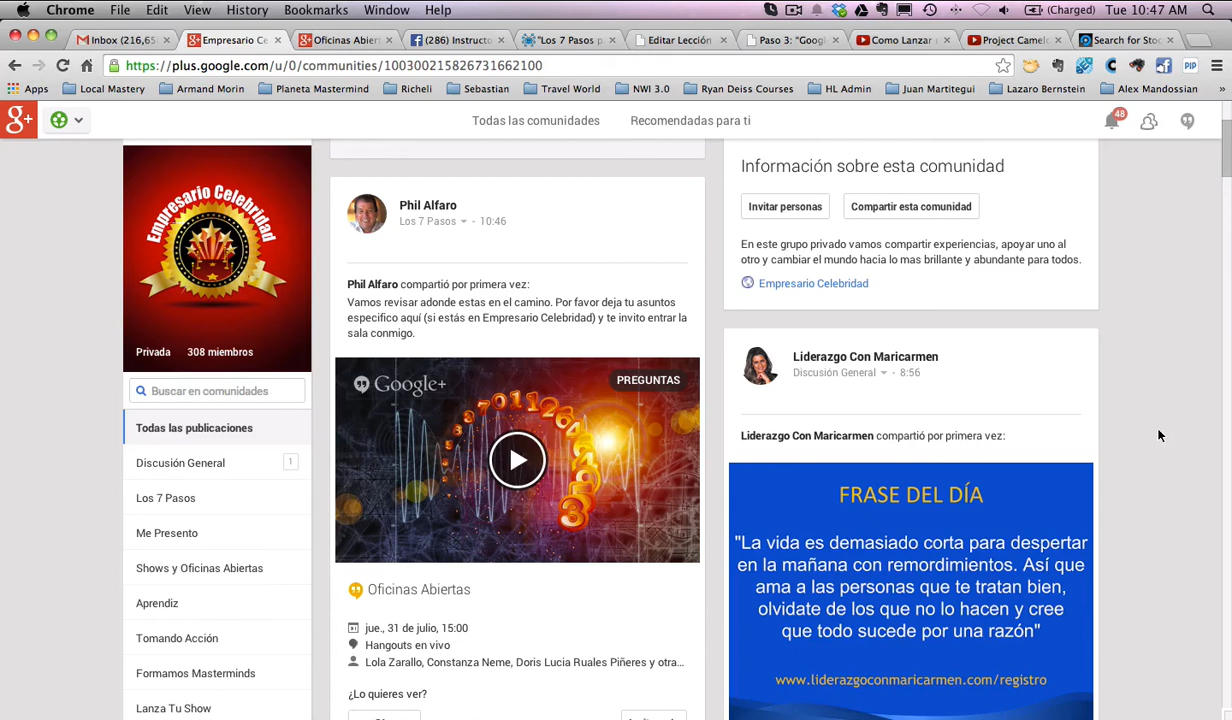 Chrome File Edit View History Bookmarks Window Help (Charged) Tue 10:47 AM
Inbox (216,65 Empresario Ce Oficinas Abier (286) Instructo "Los 7 Pasos p Editar Lección Paso 3: "Goog Como Lanzar Project Camel Search for Sto
https://plus.google.com/u/0/communities/100300215826731662100
Apps Local Mastery Armand Morin Planeta Mastermind Richeli Sebastian Travel World NWI 3.0 Ryan Deiss Courses HL Admin Juan Martitegui Lazaro Bernstein Alex Mandossian »
g+ Todas las comunidades Recomendadas para ti 48
Empresario Celebridad
Privada 308 miembros
Buscar en comunidades
Todas las publicaciones
Discusión General 1
Los 7 Pasos
Me Presento
Shows y Oficinas Abiertas
Aprendiz
Tomando Acción
Formamos Masterminds
Lanza Tu Show
Phil Alfaro
Los 7 Pasos - 10:46
Phil Alfaro compartió por primera vez:
Vamos revisar adonde estas en el camino. Por favor deja tu asuntos
especifico aquí (si estás en Empresario Celebridad) y te invito entrar la
sala conmigo.
Google+ PREGUNTAS
Oficinas Abiertas
jue., 31 de julio, 15:00
Hangouts en vivo
Lola Zarallo, Constanza Neme, Doris Lucia Ruales Piñeres y otra...
¿Lo quieres ver?
Información sobre esta comunidad
Invitar personas Compartir esta comunidad
En este grupo privado vamos compartir experiencias, apoyar uno al
otro y cambiar el mundo hacia lo mas brillante y abundante para todos.
Empresario Celebridad
Liderazgo Con Maricarmen
Discusión General - 8:56
Liderazgo Con Maricarmen compartió por primera vez:
FRASE DEL DÍA
"La vida es demasiado corta para despertar
en la mañana con remordimientos. Así que
ama a las personas que te tratan bien,
olvidate de los que no lo hacen y cree
que todo sucede por una razón"
www.liderazgoconmaricarmen.com/registro